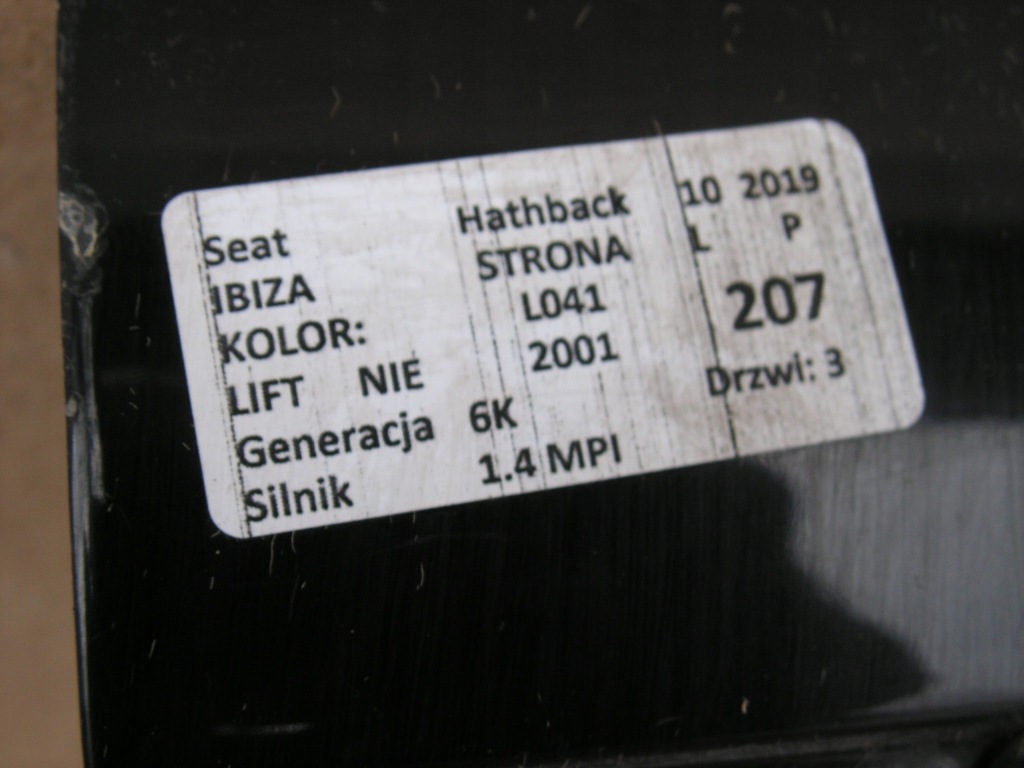 Seat Hathback 10 2019
IBIZA STRONA L P
KOLOR: L041 207
LIFT NIE 2001
Generacja 6K Drzwi: 3
Silnik 1.4 MPI